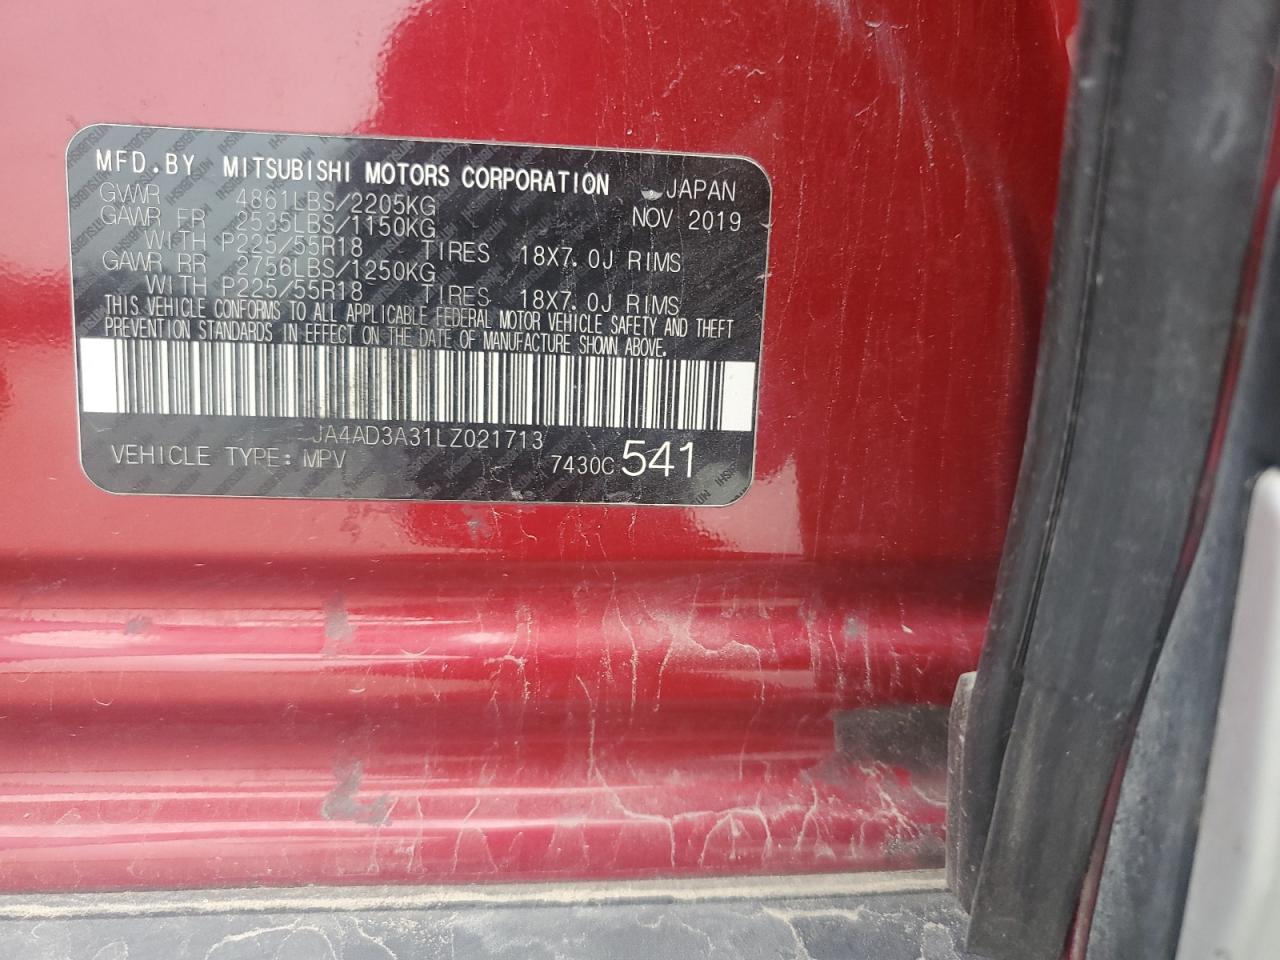 MFD.BY MITSUBISHI MOTORS CORPORATION JAPAN
GVWR 4861LBS/2205KG NOV 2019
GAWR FR 2535LBS/1150KG
WITH P225/55R18 TIRES 18X7.0J RIMS
GAWR RR 2756LBS/1250KG
WITH P225/55R18 TIRES 18X7.0J RIMS
THIS VEHICLE CONFORMS TO ALL APPLICABLE FEDERAL MOTOR VEHICLE SAFETY AND THEFT
PREVENTION STANDARDS IN EFFECT ON THE DATE OF MANUFACTURE SHOWN ABOVE.
JA4AD3A31LZ021713
VEHICLE TYPE: MPV 7430C 541